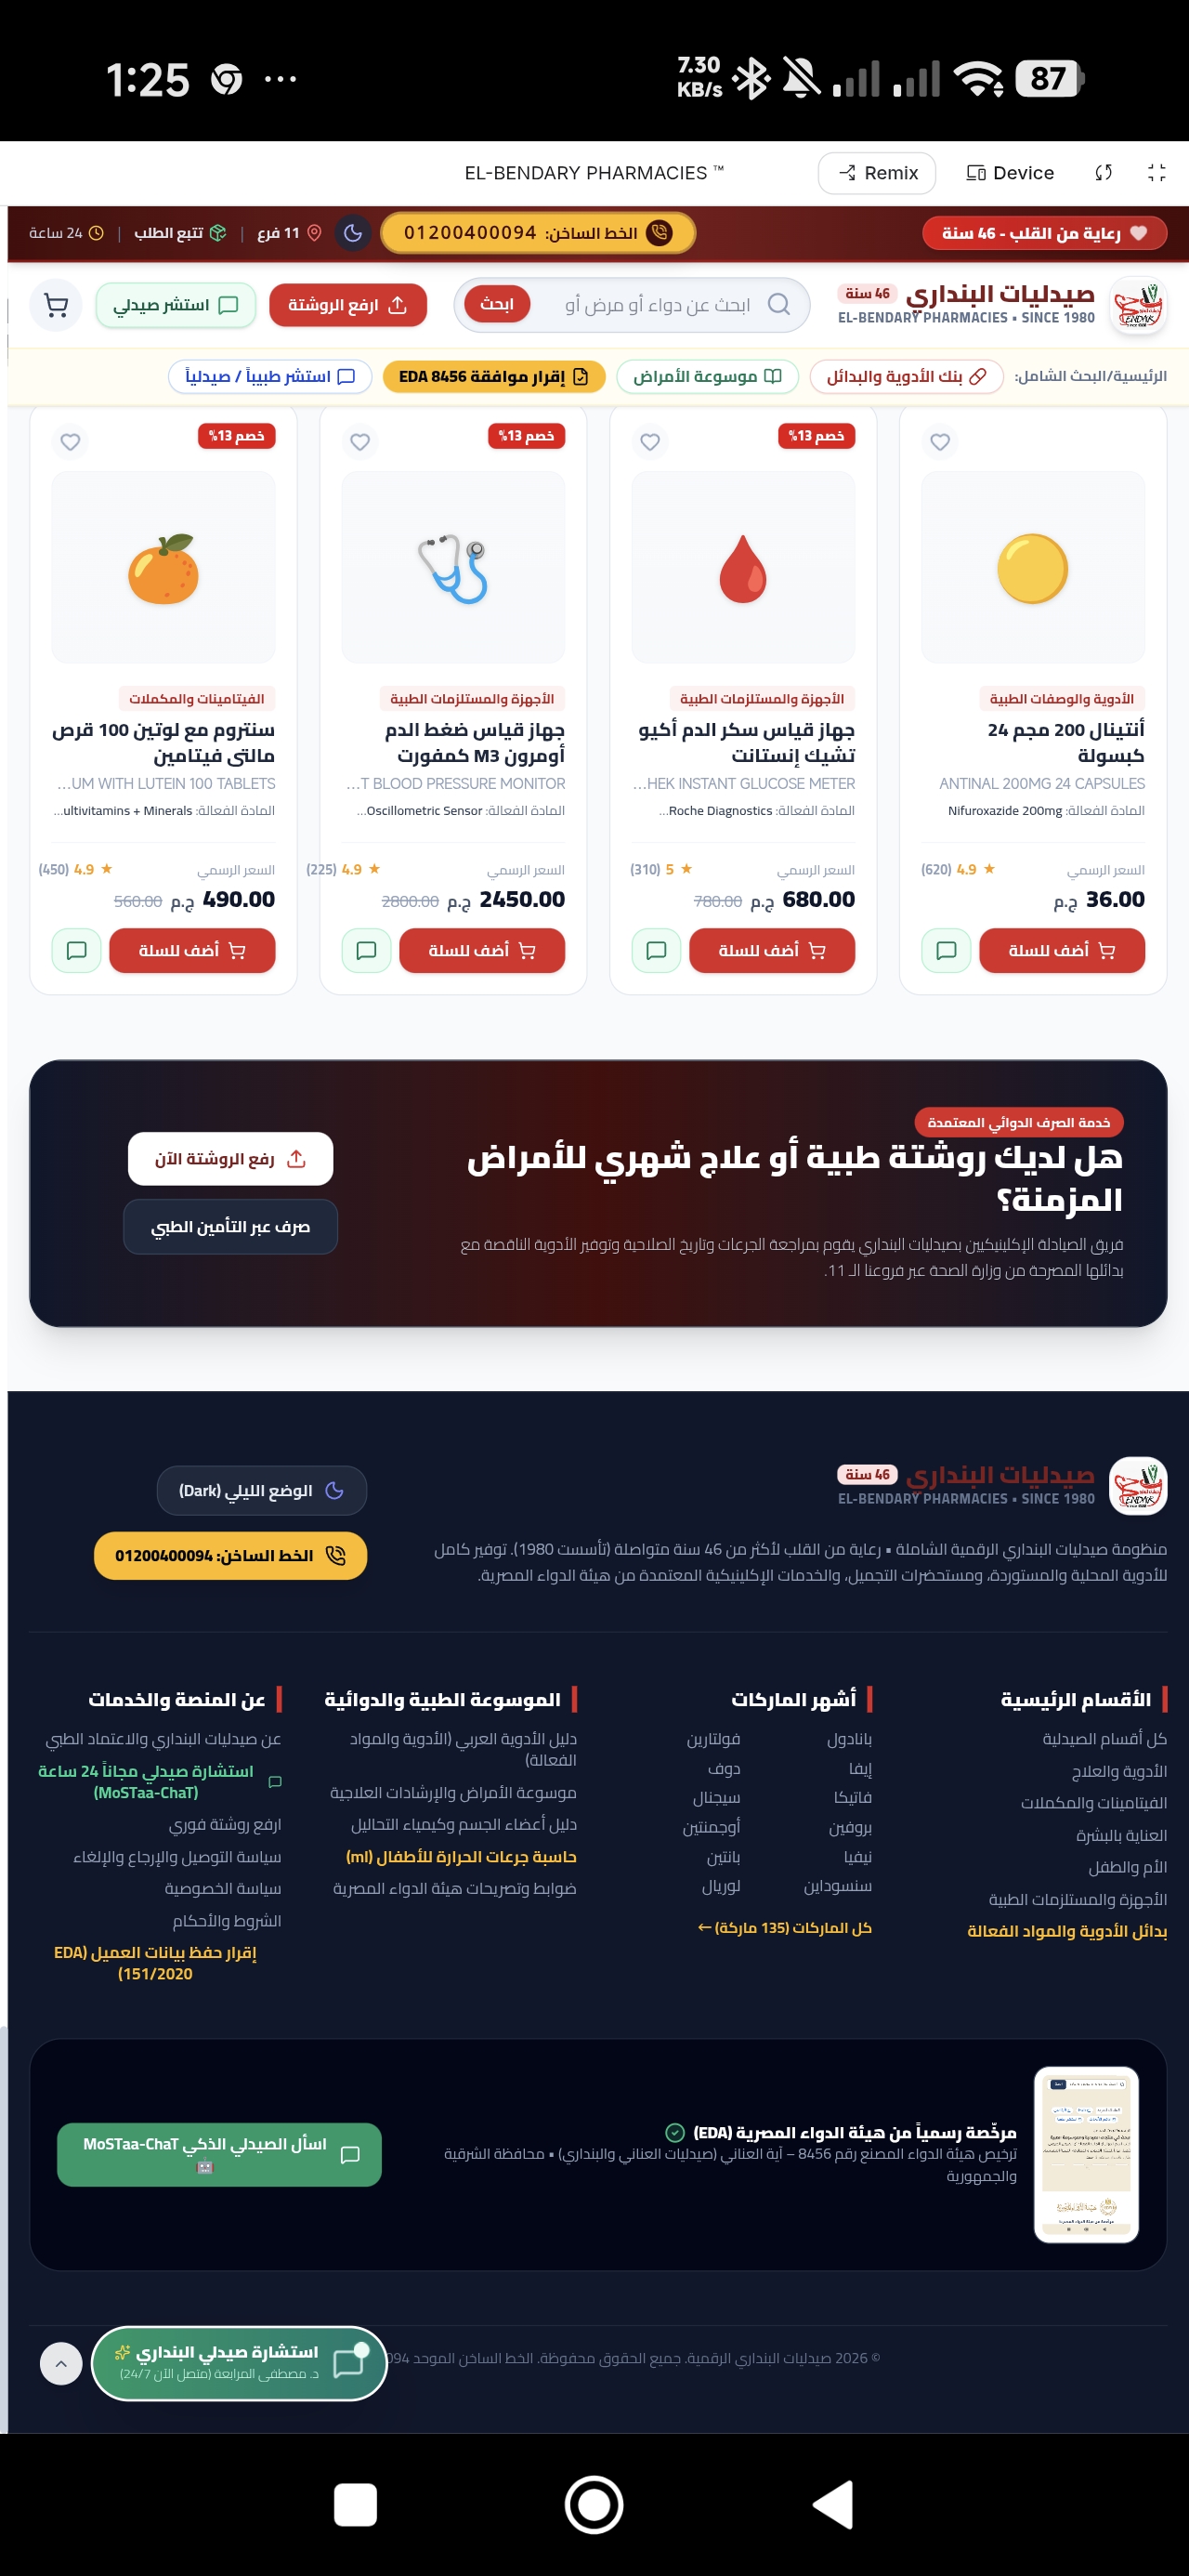 1:25
7.30
KB/s
87
EL-BENDARY PHARMACIES ™
Remix
Device
رعاية من القلب - 46 سنة
الخط الساخن: 01200400094
11 فرع
تتبع الطلب
24 ساعة
صيدليات البنداري
46 سنة
EL-BENDARY PHARMACIES • SINCE 1980
ابحث عن دواء أو مرض أو
ابحث
ارفع الروشتة
استشر صيدلي
الرئيسية/البحث الشامل:
بنك الأدوية والبدائل
موسوعة الأمراض
إقرار موافقة EDA 8456
استشر طبيباً / صيدلياً
الأدوية والوصفات الطبية
أنتينال 200 مجم 24
كبسولة
ANTINAL 200MG 24 CAPSULES
المادة الفعالة: Nifuroxazide 200mg
السعر الرسمي
★ 4.9 (620)
36.00 ج.م
أضف للسلة
خصم 13%
الأجهزة والمستلزمات الطبية
جهاز قياس سكر الدم أكيو
تشيك إنستانت
...HEK INSTANT GLUCOSE METER
المادة الفعالة: Roche Diagnostics...
السعر الرسمي
★ 5 (310)
680.00 ج.م 780.00
أضف للسلة
خصم 13%
الأجهزة والمستلزمات الطبية
جهاز قياس ضغط الدم
أومرون M3 كمفورت
...T BLOOD PRESSURE MONITOR
المادة الفعالة: Oscillometric Sensor...
السعر الرسمي
★ 4.9 (225)
2450.00 ج.م 2800.00
أضف للسلة
خصم 13%
الفيتامينات والمكملات
سنتروم مع لوتين 100 قرص
مالتي فيتامين
...UM WITH LUTEIN 100 TABLETS
المادة الفعالة: ultivitamins + Minerals...
السعر الرسمي
★ 4.9 (450)
490.00 ج.م 560.00
أضف للسلة
خدمة الصرف الدوائي المعتمدة
هل لديك روشتة طبية أو علاج شهري للأمراض
المزمنة؟
فريق الصيادلة الإكلينيكيين بصيدليات البنداري يقوم بمراجعة الجرعات وتاريخ الصلاحية وتوفير الأدوية الناقصة مع
بدائلها المصرحة من وزارة الصحة عبر فروعنا الـ 11.
رفع الروشتة الآن
صرف عبر التأمين الطبي
صيدليات البنداري
46 سنة
EL-BENDARY PHARMACIES • SINCE 1980
منظومة صيدليات البنداري الرقمية الشاملة • رعاية من القلب لأكثر من 46 سنة متواصلة (تأسست 1980). توفير كامل
للأدوية المحلية والمستوردة، ومستحضرات التجميل، والخدمات الإكلينيكية المعتمدة من هيئة الدواء المصرية.
الوضع الليلي (Dark)
الخط الساخن: 01200400094
الأقسام الرئيسية
كل أقسام الصيدلية
الأدوية والعلاج
الفيتامينات والمكملات
العناية بالبشرة
الأم والطفل
الأجهزة والمستلزمات الطبية
بدائل الأدوية والمواد الفعالة
أشهر الماركات
بانادول
فولتارين
إيفا
دوف
فاتيكا
سيجنال
بروفين
أوجمنتين
نيفيا
بانتين
سنسوداين
لوريال
كل الماركات (135 ماركة) ←
الموسوعة الطبية والدوائية
دليل الأدوية العربي (الأدوية والمواد
الفعالة)
موسوعة الأمراض والإرشادات العلاجية
دليل أعضاء الجسم وكيمياء التحاليل
حاسبة جرعات الحرارة للأطفال (ml)
ضوابط وتصريحات هيئة الدواء المصرية
عن المنصة والخدمات
عن صيدليات البنداري والاعتماد الطبي
استشارة صيدلي مجاناً 24 ساعة
(MoSTaa-ChaT)
ارفع روشتة فوري
سياسة التوصيل والإرجاع والإلغاء
سياسة الخصوصية
الشروط والأحكام
إقرار حفظ بيانات العميل (EDA
151/2020)
مرخّصة رسمياً من هيئة الدواء المصرية (EDA)
ترخيص هيئة الدواء المصنع رقم 8456 – آية العناني (صيدليات العناني والبنداري) • محافظة الشرقية
والجمهورية
اسأل الصيدلي الذكي MoSTaa-ChaT
© 2026 صيدليات البنداري الرقمية. جميع الحقوق محفوظة. الخط الساخن الموحد
استشارة صيدلي البنداري
د. مصطفى المرابعة (متصل الآن 24/7)